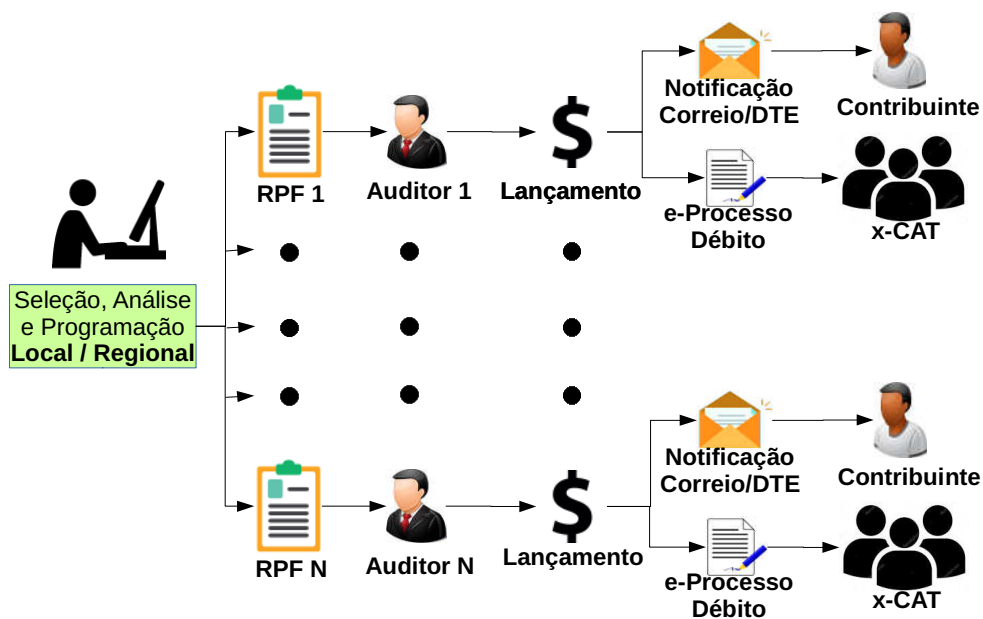 Notificação
Correio/DTE
Contribuinte
RPF 1
Auditor 1
Lançamento
e-Processo
Débito
x-CAT
Seleção, Análise
e Programação
Local / Regional
Notificação
Correio/DTE
Contribuinte
RPF N
Auditor N
Lançamento
e-Processo
Débito
x-CAT